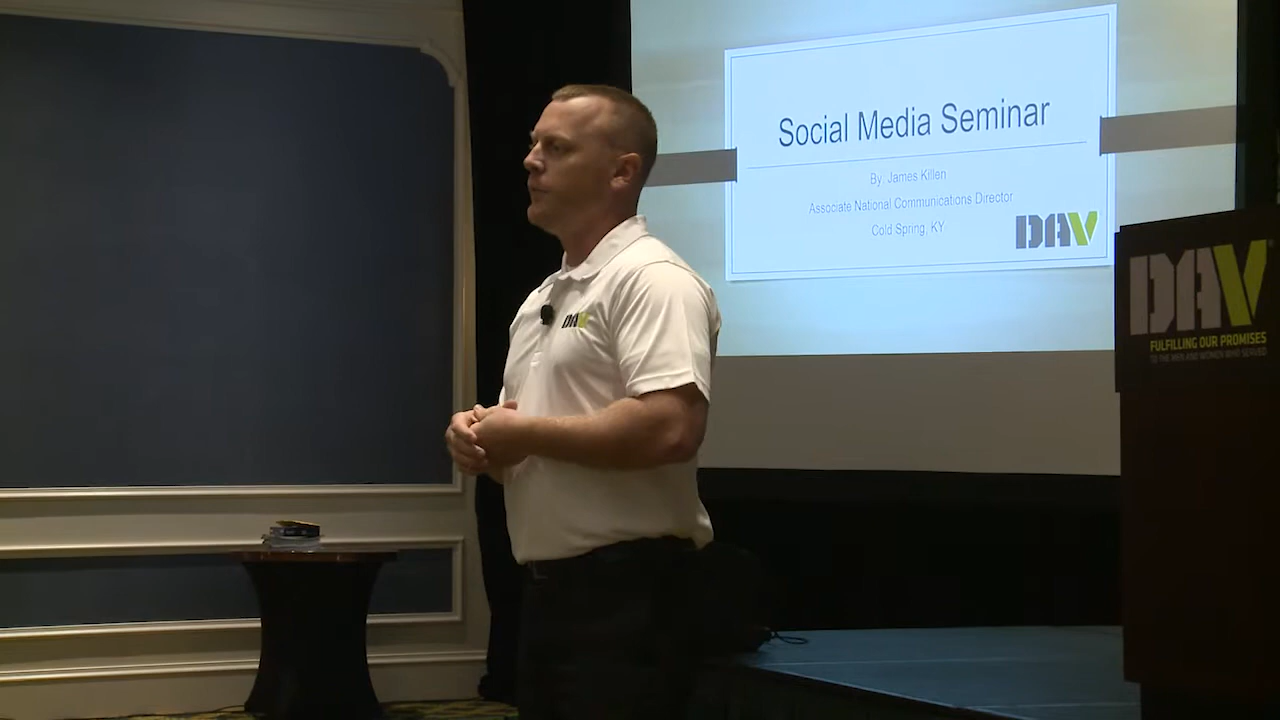 Social Media Seminar
By, James Killen
Associate National Communications Director
Cold Spring, KY
DAV
DAV
DAV
FULFILLING OUR PROMISES
TO THE MEN AND WOMEN WHO SERVED